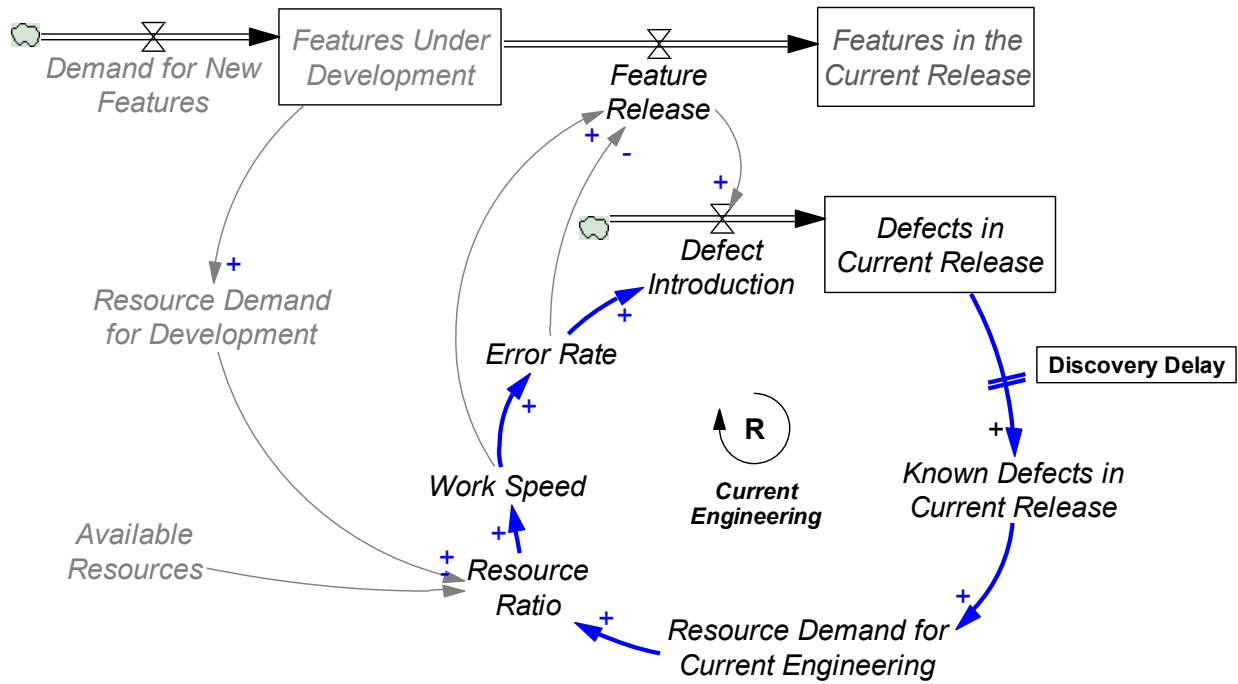 Demand for New
Features
Features Under
Development
Feature
Release
Features in the
Current Release
+
-
+
Defect
Introduction
Defects in
Current Release
+
Resource Demand
for Development
+
Error Rate
+
Discovery Delay
R
Current
Engineering
+
Known Defects in
Current Release
Work Speed
+
Available
Resources
+
-
Resource
Ratio
+
+
Resource Demand for
Current Engineering